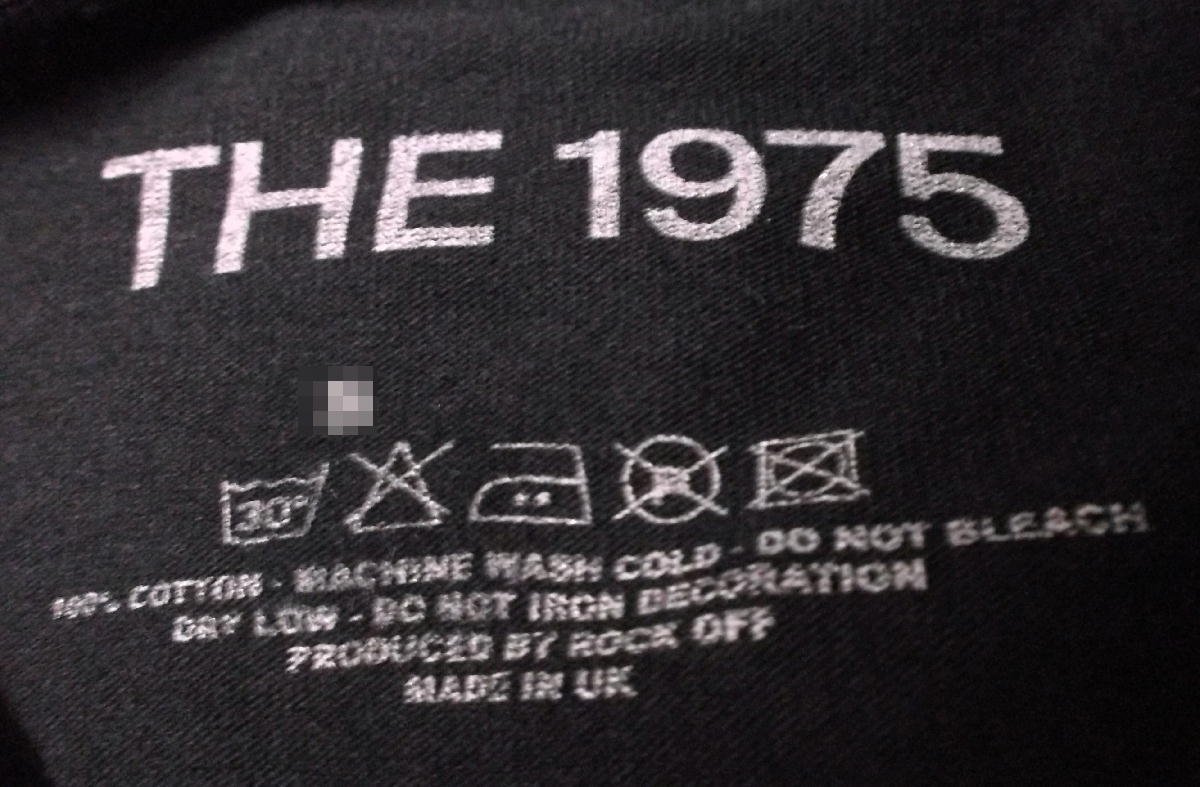 THE 1975
30°
100% COTTON - MACHINE WASH COLD - DO NOT BLEACH
DRY LOW - DO NOT IRON DECORATION
PRODUCED BY ROCK OFF
MADE IN UK